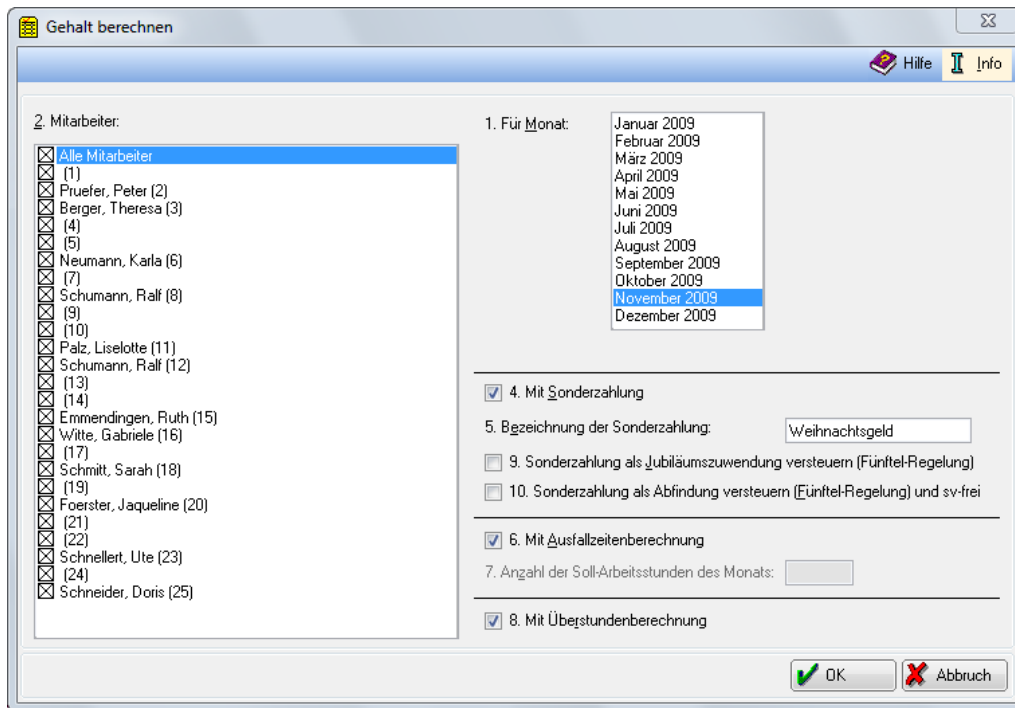 Gehalt berechnen
Hilfe
Info
2. Mitarbeiter:
Alle Mitarbeiter
(1)
Pruefer, Peter (2)
Berger, Theresa (3)
(4)
(5)
Neumann, Karla (6)
(7)
Schumann, Ralf (8)
(9)
(10)
Palz, Liselotte (11)
Schumann, Ralf (12)
(13)
(14)
Emmendingen, Ruth (15)
Witte, Gabriele (16)
(17)
Schmitt, Sarah (18)
(19)
Foerster, Jaqueline (20)
(21)
(22)
Schnellert, Ute (23)
(24)
Schneider, Doris (25)
1. Für Monat:
Januar 2009
Februar 2009
März 2009
April 2009
Mai 2009
Juni 2009
Juli 2009
August 2009
September 2009
Oktober 2009
November 2009
Dezember 2009
4. Mit Sonderzahlung
5. Bezeichnung der Sonderzahlung: Weihnachtsgeld
9. Sonderzahlung als Jubiläumszuwendung versteuern (Fünftel-Regelung)
10. Sonderzahlung als Abfindung versteuern (Fünftel-Regelung) und sv-frei
6. Mit Ausfallzeitenberechnung
7. Anzahl der Soll-Arbeitsstunden des Monats:
8. Mit Überstundenberechnung
OK
Abbruch